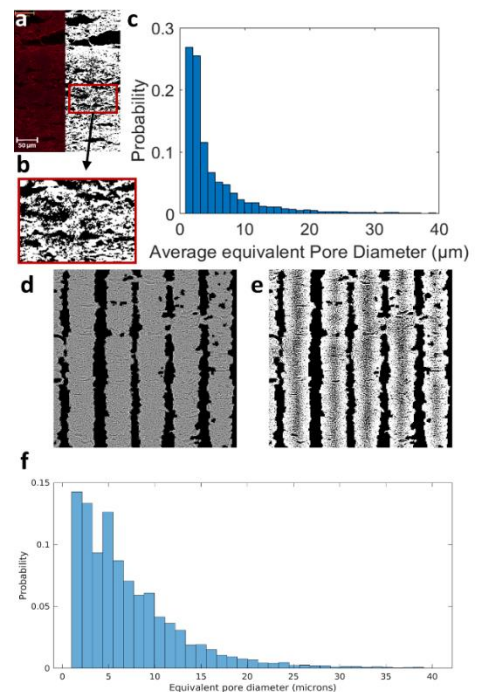 a
50 µm
b
c
0.3
0.2
0.1
0
Probability
0 10 20 30 40
Average equivalent Pore Diameter (µm)
d
e
f
0.15
0.1
0.05
0
Probability
0 5 10 15 20 25 30 35 40
Equivalent pore diameter (microns)